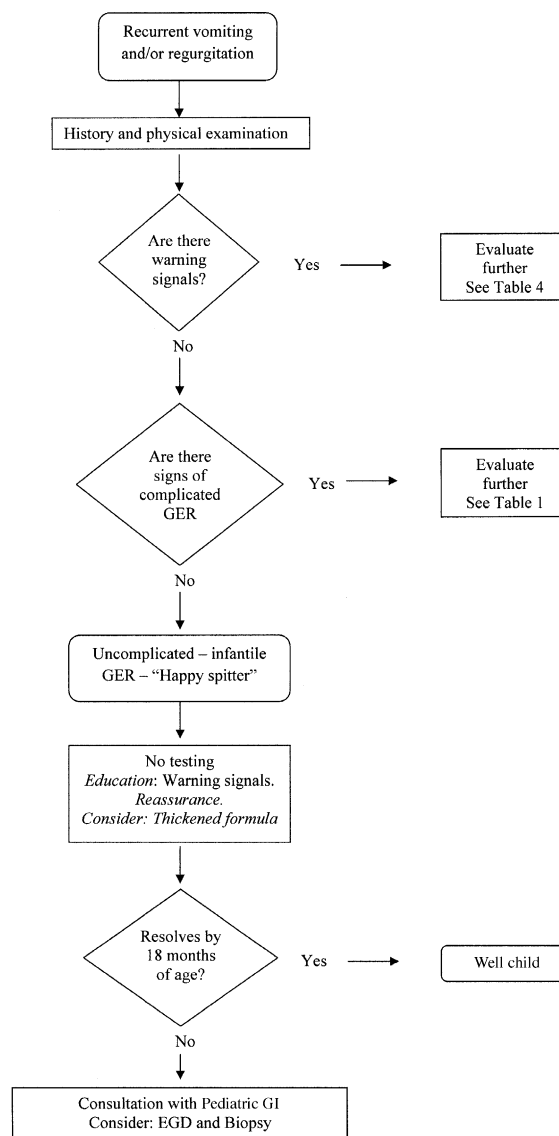 Recurrent vomiting
and/or regurgitation
History and physical examination
Are there
warning
signals?
Yes
Evaluate
further
See Table 4
No
Are there
signs of
complicated
GER
Yes
Evaluate
further
See Table 1
No
Uncomplicated – infantile
GER – “Happy spitter”
No testing
Education: Warning signals.
Reassurance.
Consider: Thickened formula
Resolves by
18 months
of age?
Yes
Well child
No
Consultation with Pediatric GI
Consider: EGD and Biopsy